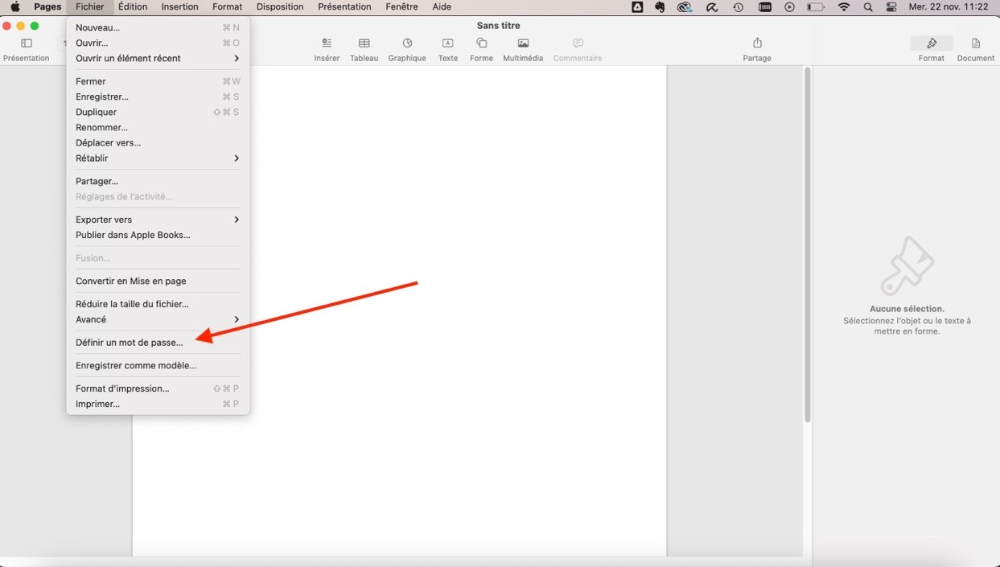 Pages Fichier Édition Insertion Format Disposition Présentation Fenêtre Aide Mer. 22 nov. 11:22
Sans titre
Présentation Insérer Tableau Graphique Texte Forme Multimédia Commentaire Partage Format Document
Nouveau... ⌘ N
Ouvrir... ⌘ O
Ouvrir un élément récent
Fermer ⌘ W
Enregistrer... ⌘ S
Dupliquer ⇧ ⌘ S
Renommer...
Déplacer vers...
Rétablir
Partager...
Réglages de l'activité...
Exporter vers
Publier dans Apple Books...
Fusion...
Convertir en Mise en page
Réduire la taille du fichier...
Avancé
Définir un mot de passe...
Enregistrer comme modèle...
Format d'impression... ⇧ ⌘ P
Imprimer... ⌘ P
Aucune sélection.
Sélectionnez l'objet ou le texte à
mettre en forme.